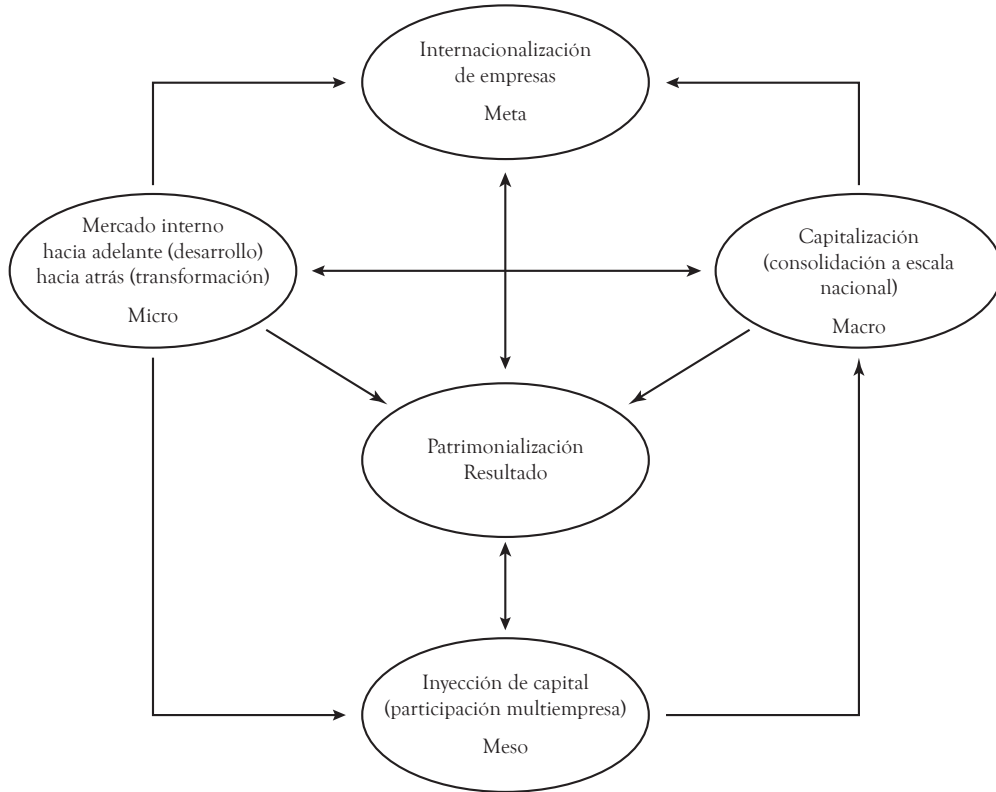 Internacionalización
de empresas
Meta
Mercado interno
hacia adelante (desarrollo)
hacia atrás (transformación)
Micro
Capitalización
(consolidación a escala
nacional)
Macro
Patrimonialización
Resultado
Inyección de capital
(participación multiempresa)
Meso